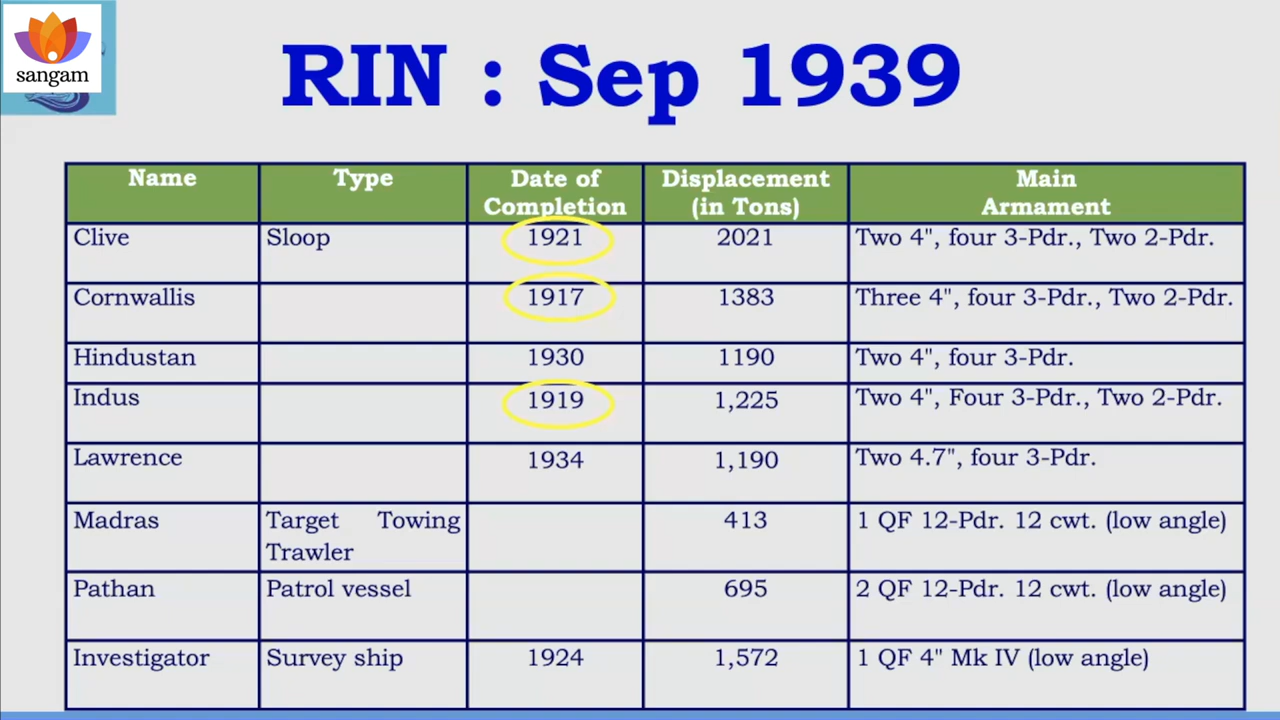 sangam
RIN : Sep 1939
Name Type Date of Completion Displacement (in Tons) Main Armament
Clive Sloop 1921 2021 Two 4", four 3-Pdr., Two 2-Pdr.
Cornwallis 1917 1383 Three 4", four 3-Pdr., Two 2-Pdr.
Hindustan 1930 1190 Two 4", four 3-Pdr.
Indus 1919 1,225 Two 4", Four 3-Pdr., Two 2-Pdr.
Lawrence 1934 1,190 Two 4.7", four 3-Pdr.
Madras Target Towing Trawler 413 1 QF 12-Pdr. 12 cwt. (low angle)
Pathan Patrol vessel 695 2 QF 12-Pdr. 12 cwt. (low angle)
Investigator Survey ship 1924 1,572 1 QF 4" Mk IV (low angle)